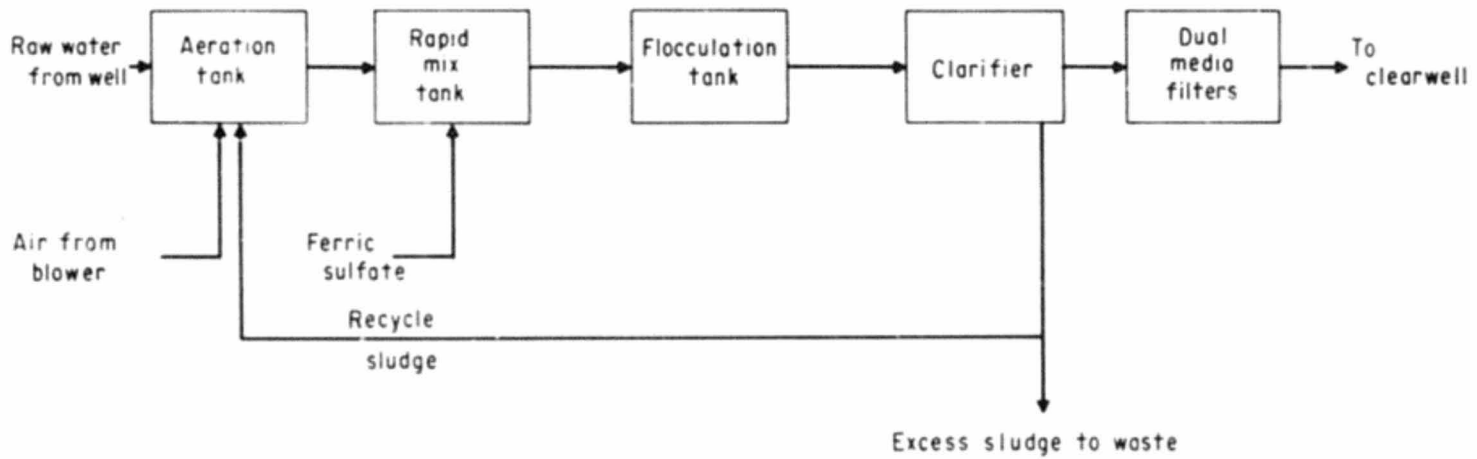 Raw water
from well
Aeration
tank
Rapid
mix
tank
Flocculation
tank
Clarifier
Dual
media
filters
To
clearwell
Air from
blower
Ferric
sulfate
Recycle
sludge
Excess sludge to waste